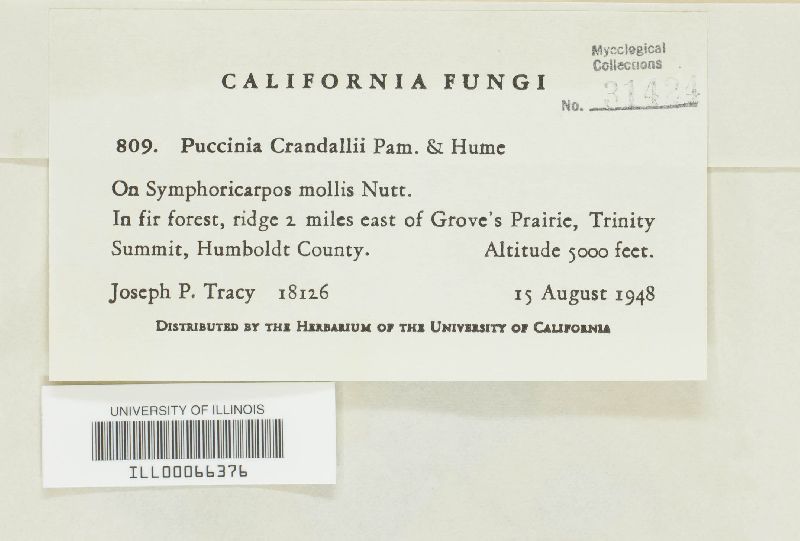 Mycological
Collections
CALIFORNIA FUNGI
No. 31424
809. Puccinia Crandallii Pam. & Hume
On Symphoricarpos mollis Nutt.
In fir forest, ridge 2 miles east of Grove's Prairie, Trinity
Summit, Humboldt County. Altitude 5000 feet.
Joseph P. Tracy 18126 15 August 1948
DISTRIBUTED BY THE HERBARIUM OF THE UNIVERSITY OF CALIFORNIA
UNIVERSITY OF ILLINOIS
ILL00066376